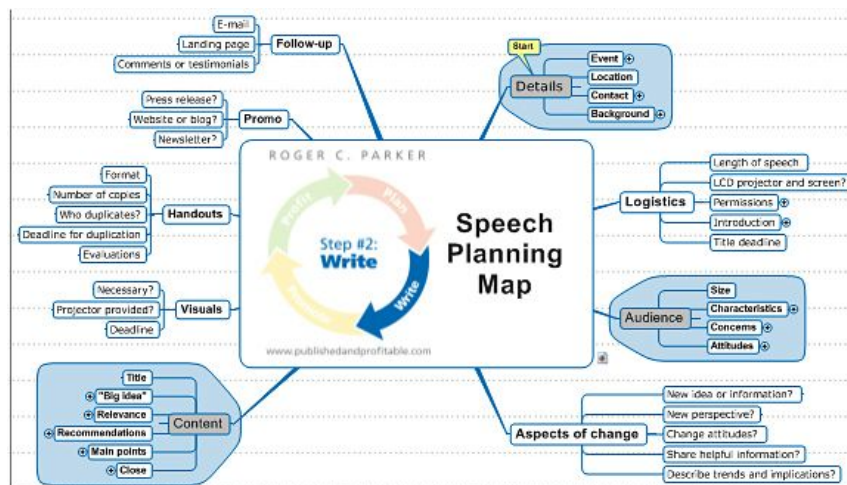 Start
Details
Event
Location
Contact
Background
Logistics
Length of speech
LCD projector and screen?
Permissions
Introduction
Title deadline
Audience
Size
Characteristics
Concerns
Attitudes
Aspects of change
New idea or information?
New perspective?
Change attitudes?
Share helpful information?
Describe trends and implications?
Content
Title
"Big idea"
Relevance
Recommendations
Main points
Close
Visuals
Necessary?
Projector provided?
Deadline
Handouts
Format
Number of copies
Who duplicates?
Deadline for duplication
Evaluations
Promo
Press release?
Website or blog?
Newsletter?
Follow-up
E-mail
Landing page
Comments or testimonials
ROGER C. PARKER
Profit
Plan
Write
Step #2:
Write
www.publishedandprofitable.com
Speech
Planning
Map